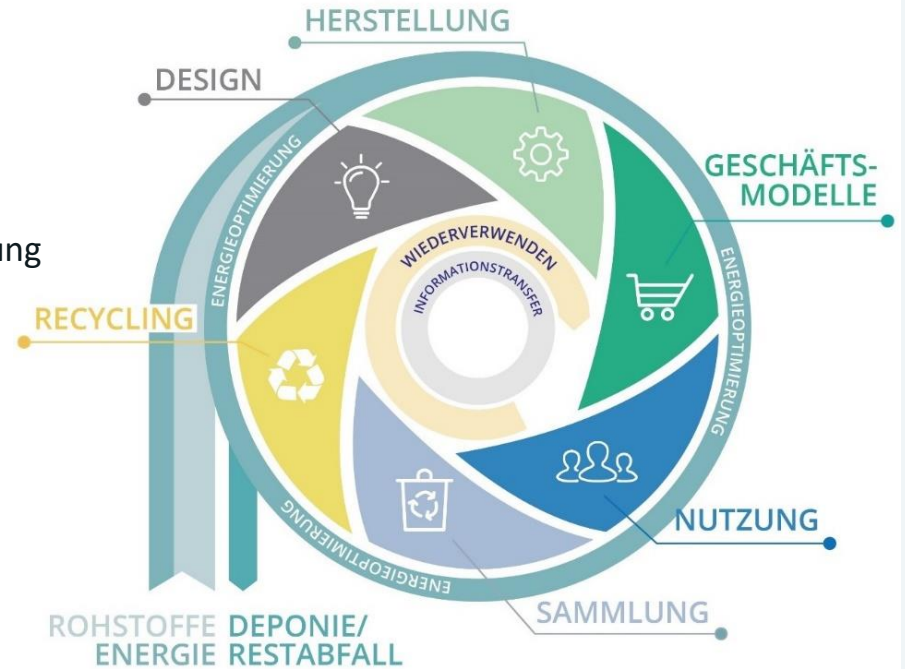 HERSTELLUNG
DESIGN
GESCHÄFTS-
MODELLE
ENERGIEOPTIMIERUNG
WIEDERVERWENDEN
INFORMATIONSTRANSFER
ENERGIEOPTIMIERUNG
ung
RECYCLING
ENERGIEOPTIMIERUNG
NUTZUNG
SAMMLUNG
ROHSTOFFE
ENERGIE
DEPONIE/
RESTABFALL